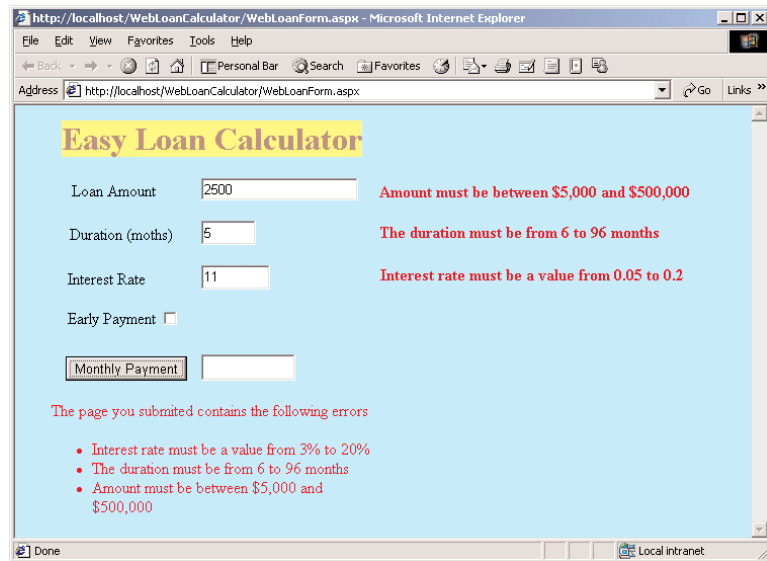 http://localhost/WebLoanCalculator/WebLoanForm.aspx - Microsoft Internet Explorer
File Edit View Favorites Tools Help
Back Personal Bar Search Favorites
Address http://localhost/WebLoanCalculator/WebLoanForm.aspx Go Links »
Easy Loan Calculator
Loan Amount 2500 Amount must be between $5,000 and $500,000
Duration (moths) 5 The duration must be from 6 to 96 months
Interest Rate 11 Interest rate must be a value from 0.05 to 0.2
Early Payment
Monthly Payment
The page you submited contains the following errors
• Interest rate must be a value from 3% to 20%
• The duration must be from 6 to 96 months
• Amount must be between $5,000 and
$500,000
Done Local intranet